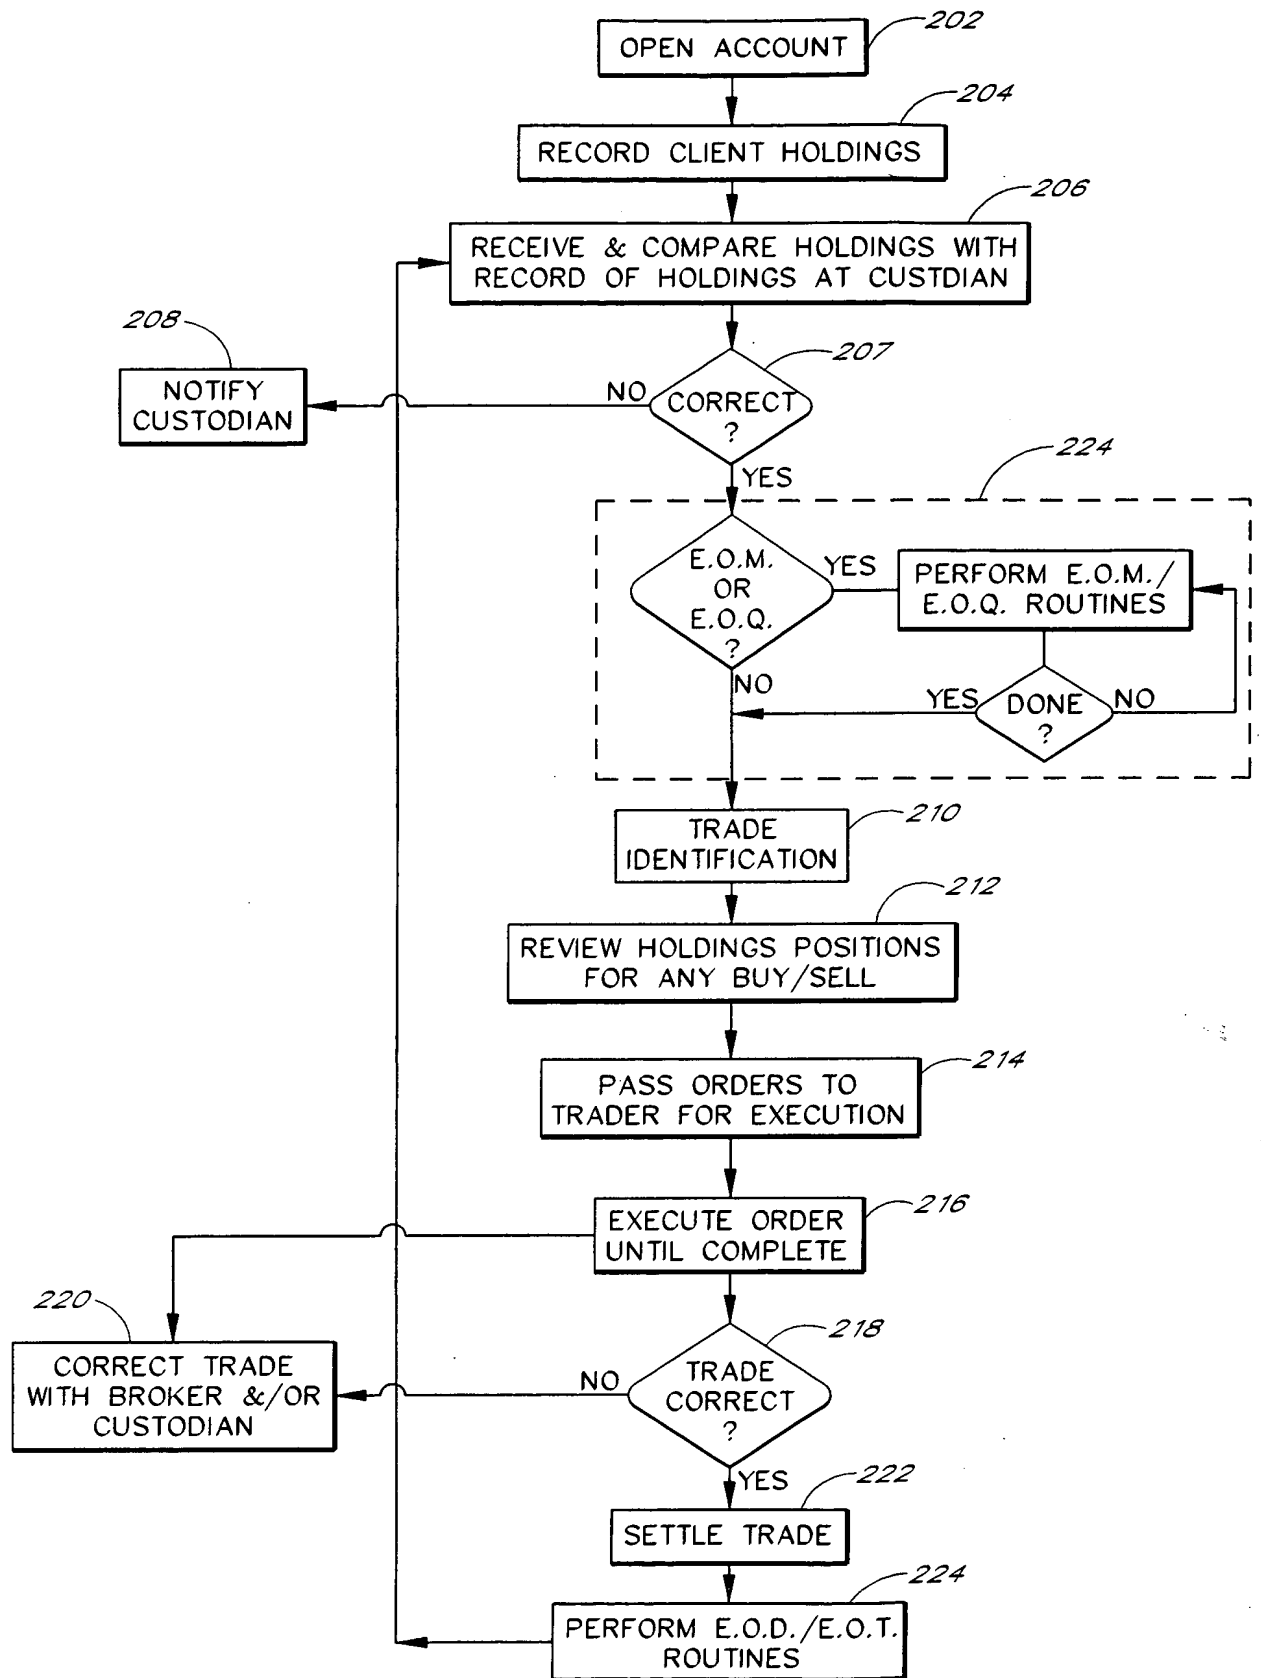 202
OPEN ACCOUNT
204
RECORD CLIENT HOLDINGS
206
RECEIVE & COMPARE HOLDINGS WITH
RECORD OF HOLDINGS AT CUSTDIAN
208
NOTIFY
CUSTODIAN
207
NO
CORRECT
?
YES
224
E.O.M.
OR
E.O.Q.
?
YES
PERFORM E.O.M./
E.O.Q. ROUTINES
NO
YES
DONE
?
NO
210
TRADE
IDENTIFICATION
212
REVIEW HOLDINGS POSITIONS
FOR ANY BUY/SELL
214
PASS ORDERS TO
TRADER FOR EXECUTION
216
EXECUTE ORDER
UNTIL COMPLETE
220
CORRECT TRADE
WITH BROKER &/OR
CUSTODIAN
218
NO
TRADE
CORRECT
?
YES
222
SETTLE TRADE
224
PERFORM E.O.D./E.O.T.
ROUTINES